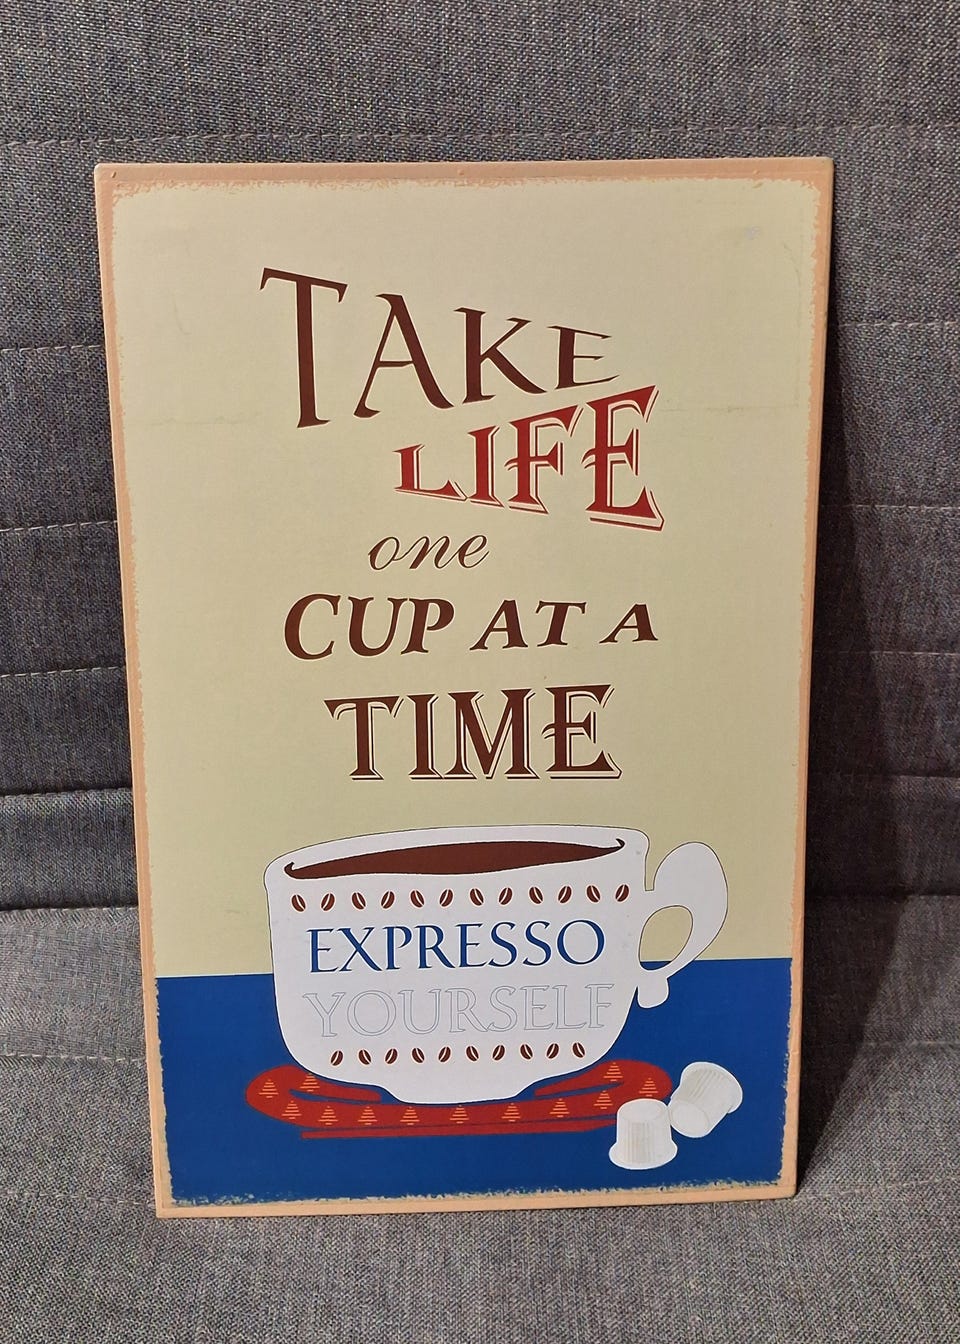 TAKE
LIFE
one
CUP AT A
TIME
EXPRESSO
YOURSELF